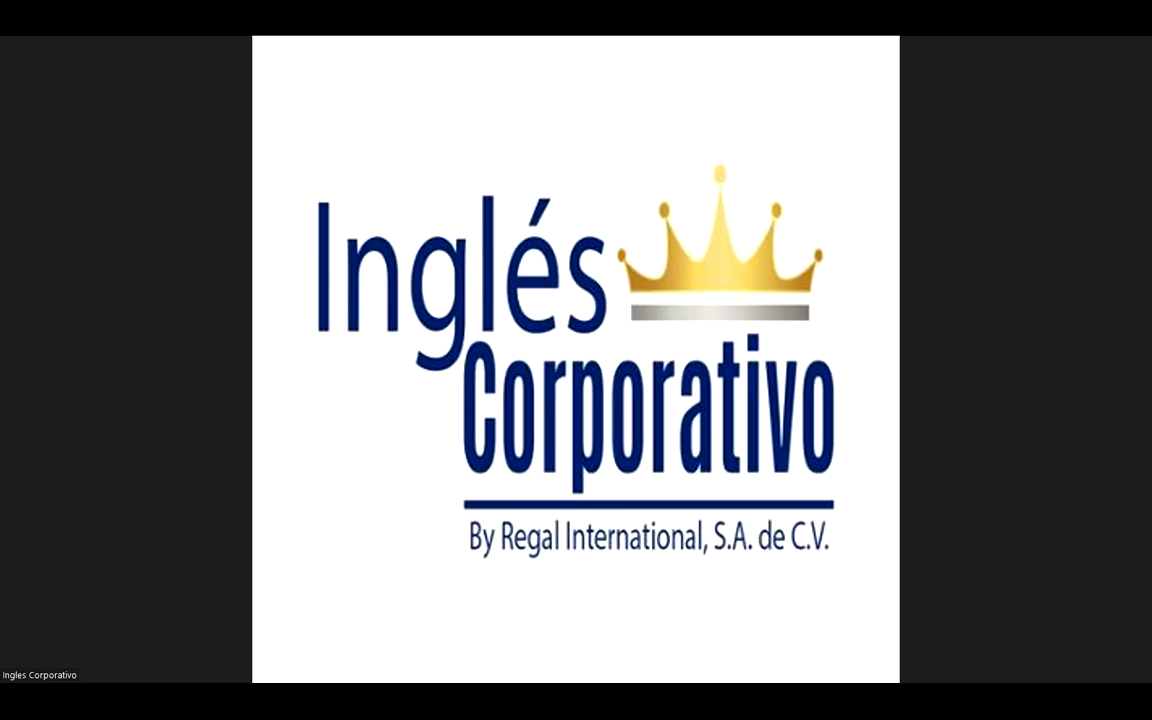 Inglés
Corporativo
By Regal International, S.A. de C.V.
Ingles Corporativo